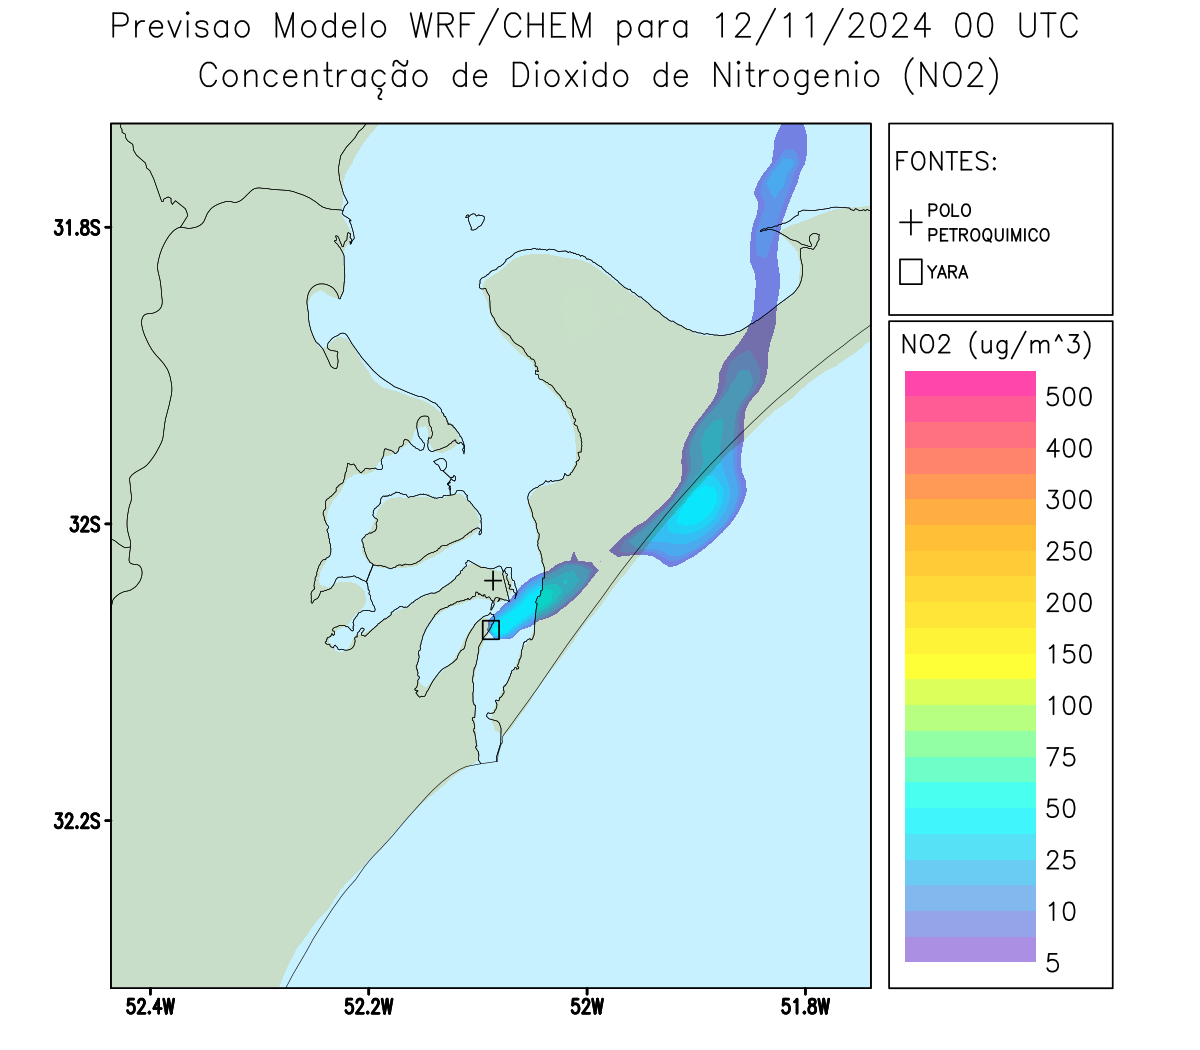 Previsao Modelo WRF/CHEM para 12/11/2024 00 UTC
Concentração de Dioxido de Nitrogenio (NO2)
FONTES:
POLO
PETROQUIMICO
YARA
NO2 (ug/m^3)
500
400
300
250
200
150
100
75
50
25
10
5
31.8S
32S
32.2S
52.4W
52.2W
52W
51.8W